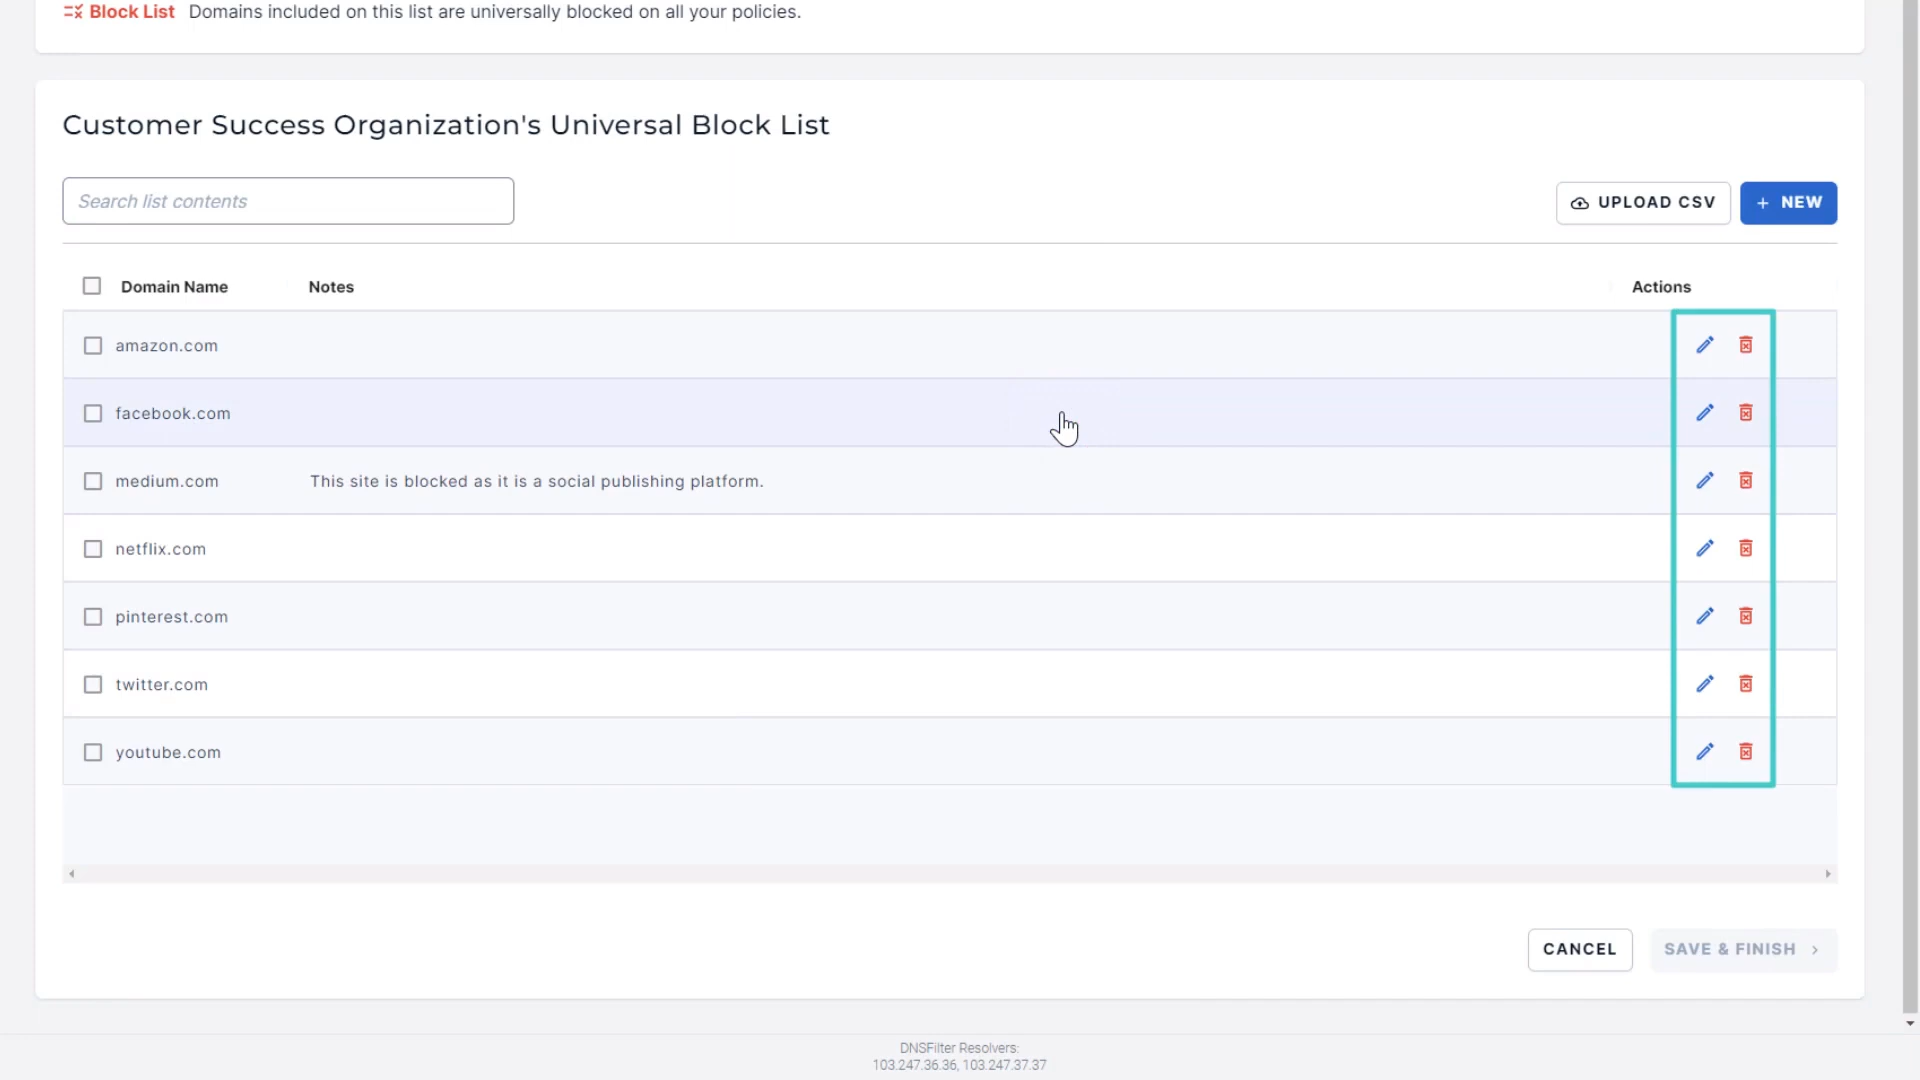 Block List Domains included on this list are universally blocked on all your policies.
Customer Success Organization's Universal Block List
Search list contents
UPLOAD CSV
+ NEW
Domain Name Notes Actions
amazon.com
facebook.com
medium.com This site is blocked as it is a social publishing platform.
netflix.com
pinterest.com
twitter.com
youtube.com
CANCEL
SAVE & FINISH
DNSFilter Resolvers:
103.247.36.36, 103.247.37.37